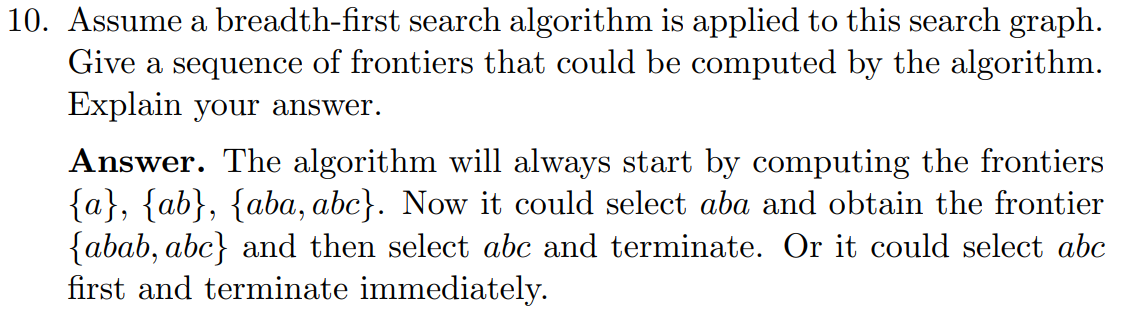 10. Assume a breadth-first search algorithm is applied to this search graph.
Give a sequence of frontiers that could be computed by the algorithm.
Explain your answer.
Answer. The algorithm will always start by computing the frontiers
{a}, {ab}, {aba, abc}. Now it could select aba and obtain the frontier
{abab, abc} and then select abc and terminate. Or it could select abc
first and terminate immediately.